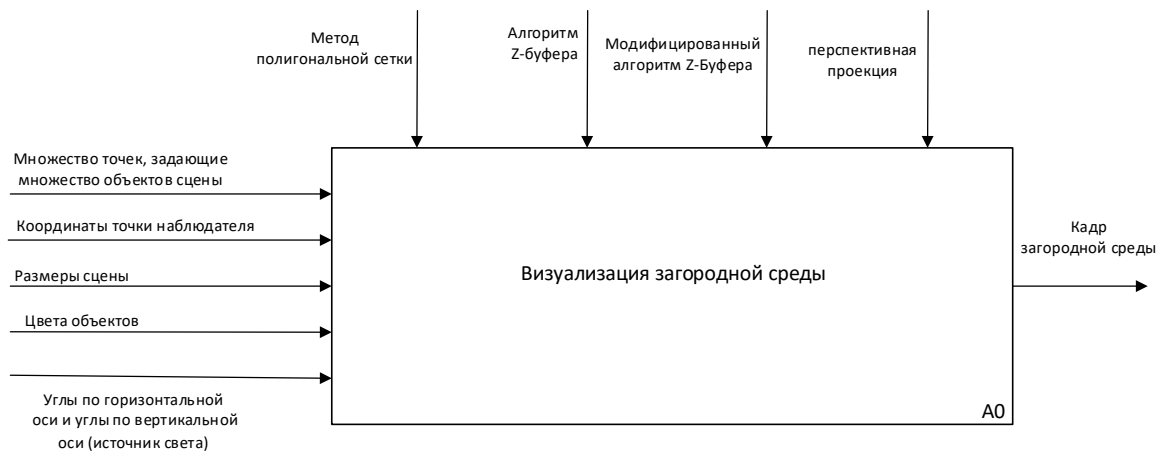 Метод
полигональной сетки
Алгоритм
Z-буфера
Модифицированный
алгоритм Z-Буфера
перспективная
проекция
Множество точек, задающие
множество объектов сцены
Координаты точки наблюдателя
Размеры сцены
Цвета объектов
Углы по горизонтальной
оси и углы по вертикальной
оси (источник света)
Визуализация загородной среды
A0
Кадр
загородной среды